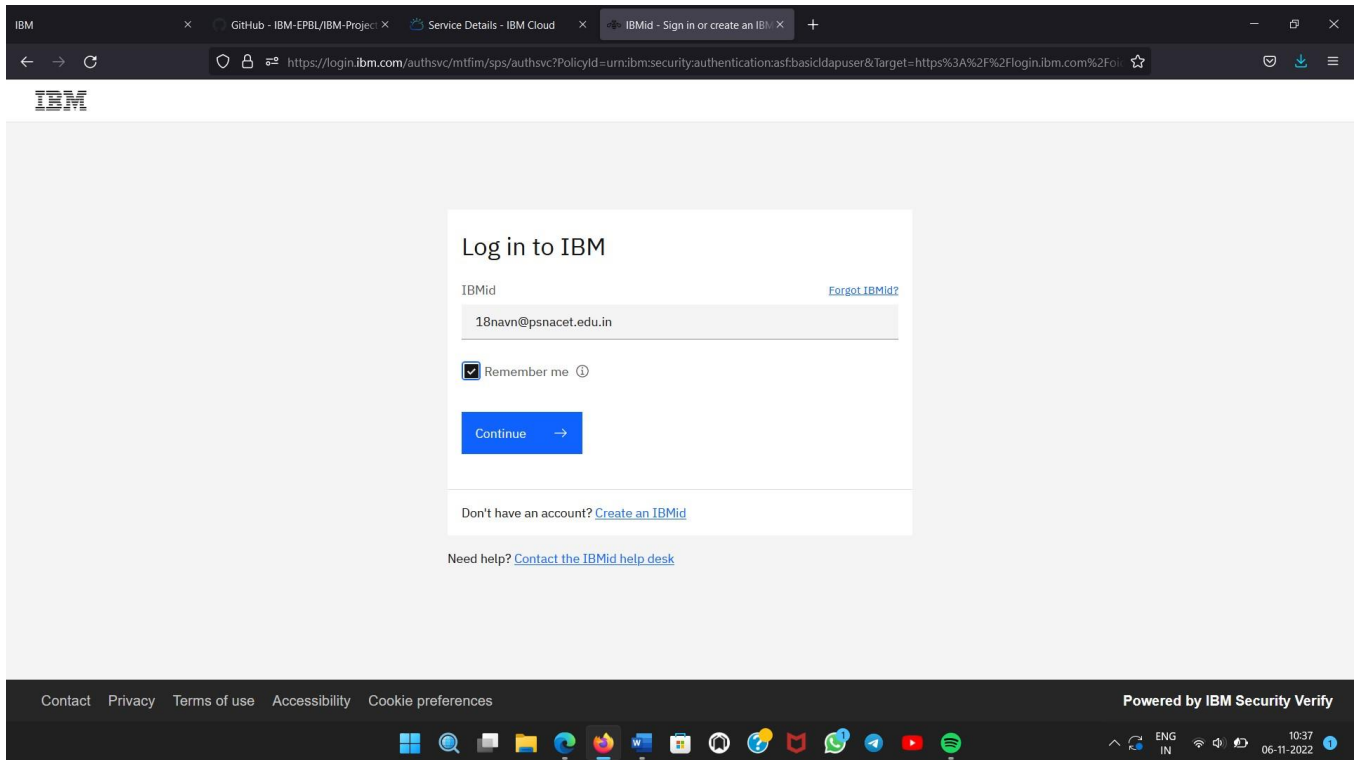 IBM
GitHub - IBM-EPBL/IBM-Project
Service Details - IBM Cloud
IBMid - Sign in or create an IBM
https://login.ibm.com/authsvc/mtfim/sps/authsvc?PolicyId=urn:ibm:security:authentication:asf:basicldapuser&Target=https%3A%2F%2Flogin.ibm.com%2Foi
IBM
Log in to IBM
IBMid
Forgot IBMid?
18navn@psnacet.edu.in
Remember me
Continue
Don't have an account? Create an IBMid
Need help? Contact the IBMid help desk
Contact Privacy Terms of use Accessibility Cookie preferences
Powered by IBM Security Verify
ENG
IN
10:37
06-11-2022
1